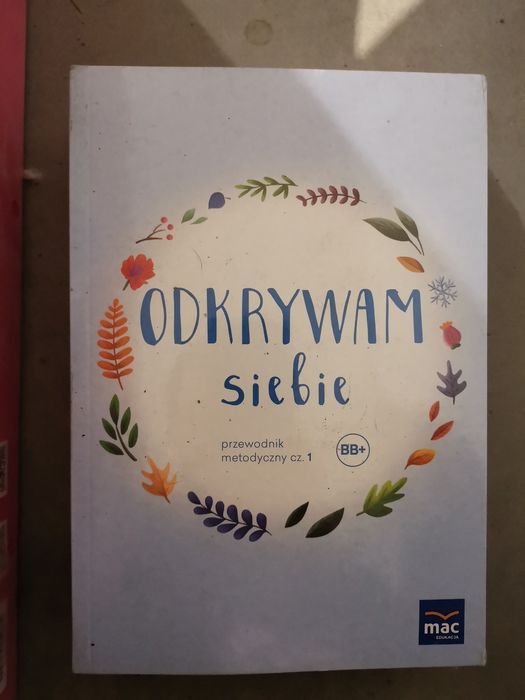 ODKRYWAM
siebie
przewodnik
metodyczny cz. 1
BB+
mac
EDUKACJA